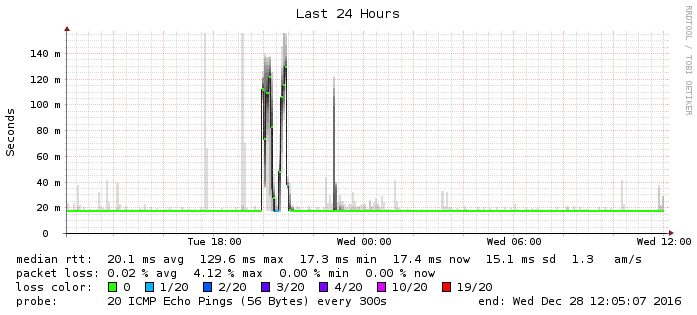 Last 24 Hours
RRDTOOL / TOBI OETIKER
Seconds
140 m
120 m
100 m
80 m
60 m
40 m
20 m
0
Tue 18:00 Wed 00:00 Wed 06:00 Wed 12:00
median rtt: 20.1 ms avg 129.6 ms max 17.3 ms min 17.4 ms now 15.1 ms sd 1.3 am/s
packet loss: 0.02 % avg 4.12 % max 0.00 % min 0.00 % now
loss color: 0 1/20 2/20 3/20 4/20 10/20 19/20
probe: 20 ICMP Echo Pings (56 Bytes) every 300s end: Wed Dec 28 12:05:07 2016